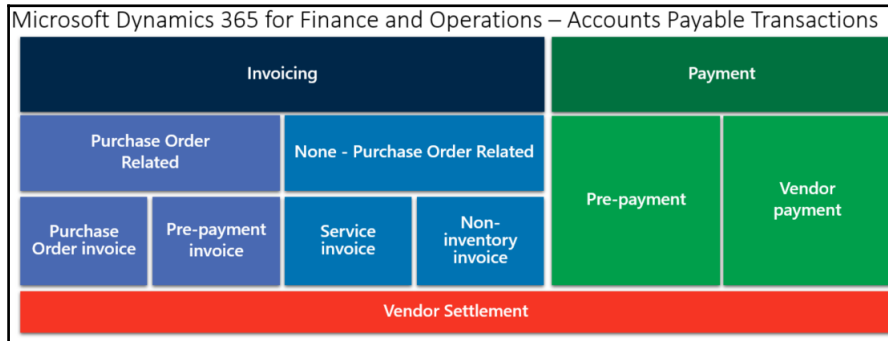 Microsoft Dynamics 365 for Finance and Operations – Accounts Payable Transactions
Invoicing
Payment
Purchase Order
Related
None - Purchase Order Related
Pre-payment
Vendor
payment
Purchase
Order invoice
Pre-payment
invoice
Service
invoice
Non-
inventory
invoice
Vendor Settlement